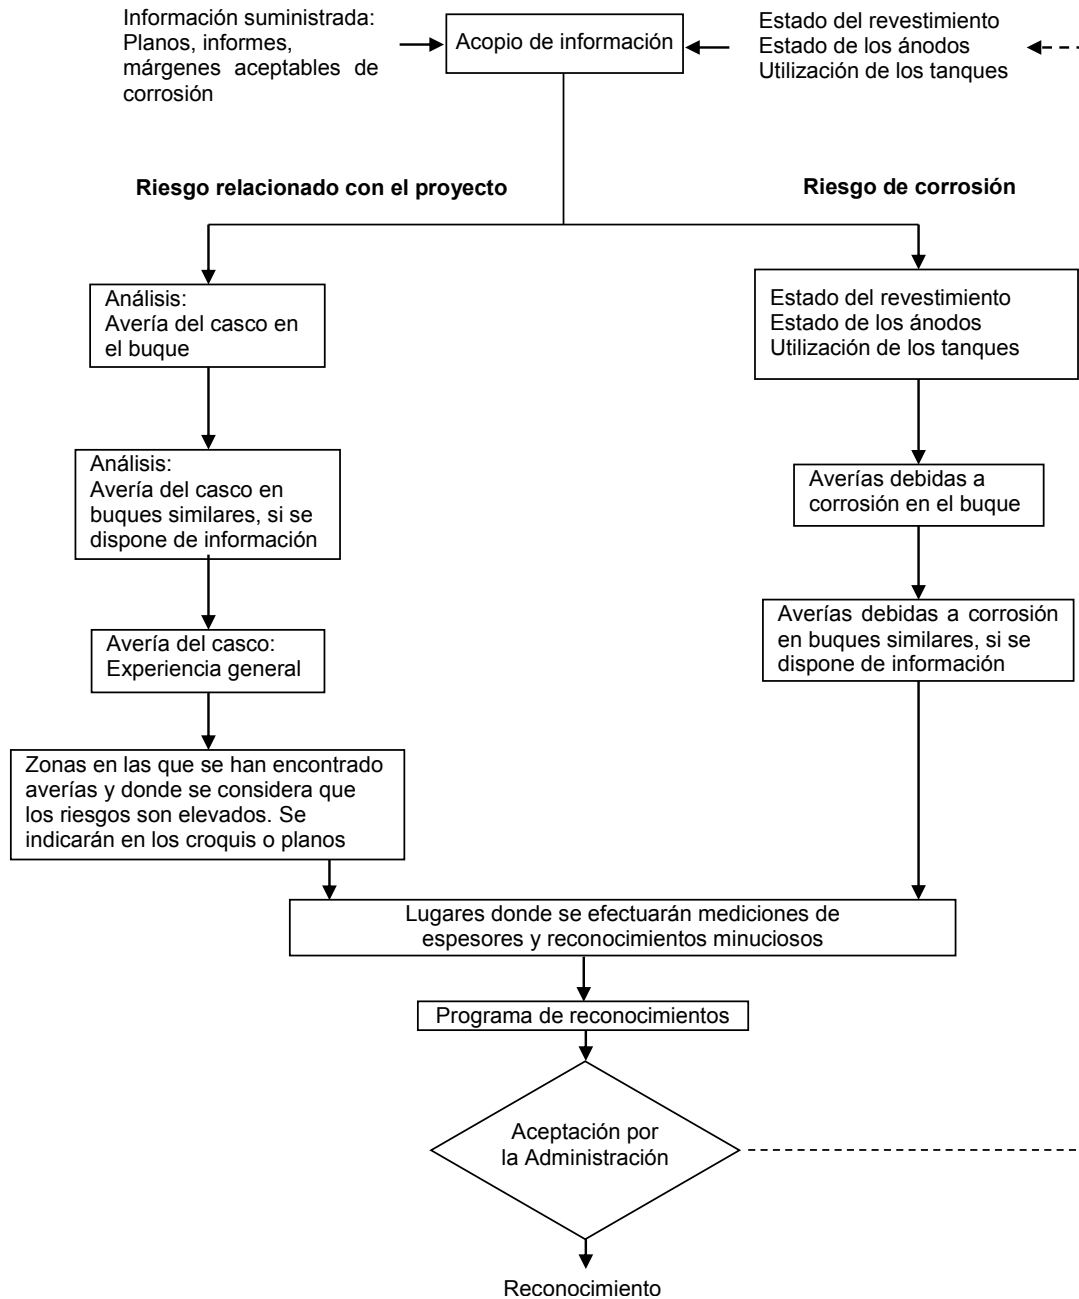 Información suministrada:
Planos, informes,
márgenes aceptables de
corrosión
Acopio de información
Estado del revestimiento
Estado de los ánodos
Utilización de los tanques
Riesgo relacionado con el proyecto
Riesgo de corrosión
Análisis:
Avería del casco en
el buque
Estado del revestimiento
Estado de los ánodos
Utilización de los tanques
Análisis:
Avería del casco en
buques similares, si se
dispone de información
Averías debidas a
corrosión en el buque
Avería del casco:
Experiencia general
Averías debidas a corrosión
en buques similares, si se
dispone de información
Zonas en las que se han encontrado
averías y donde se considera que
los riesgos son elevados. Se
indicarán en los croquis o planos
Lugares donde se efectuarán mediciones de
espesores y reconocimientos minuciosos
Programa de reconocimientos
Aceptación por
la Administración
Reconocimiento